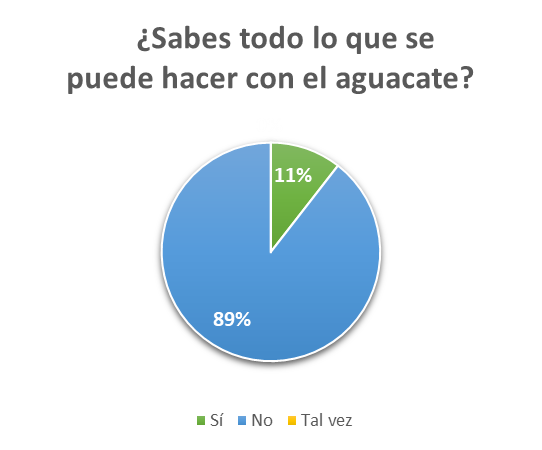 ¿Sabes todo lo que se
puede hacer con el aguacate?
11%
89%
Sí No Tal vez